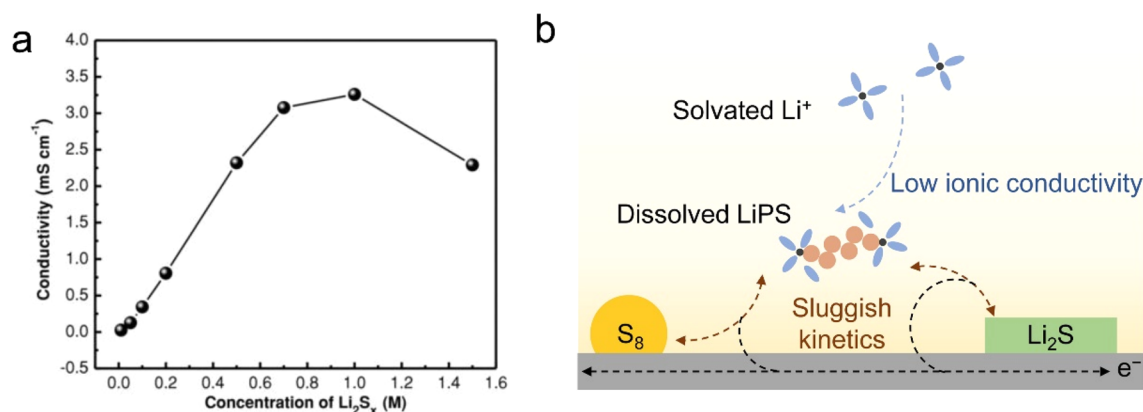 a
Conductivity (mS cm⁻¹)
4.0
3.5
3.0
2.5
2.0
1.5
1.0
0.5
0.0
-0.5
0.0 0.2 0.4 0.6 0.8 1.0 1.2 1.4 1.6
Concentration of Li₂Sₓ (M)
b
Solvated Li⁺
Low ionic conductivity
Dissolved LiPS
Sluggish
kinetics
S₈
Li₂S
e⁻